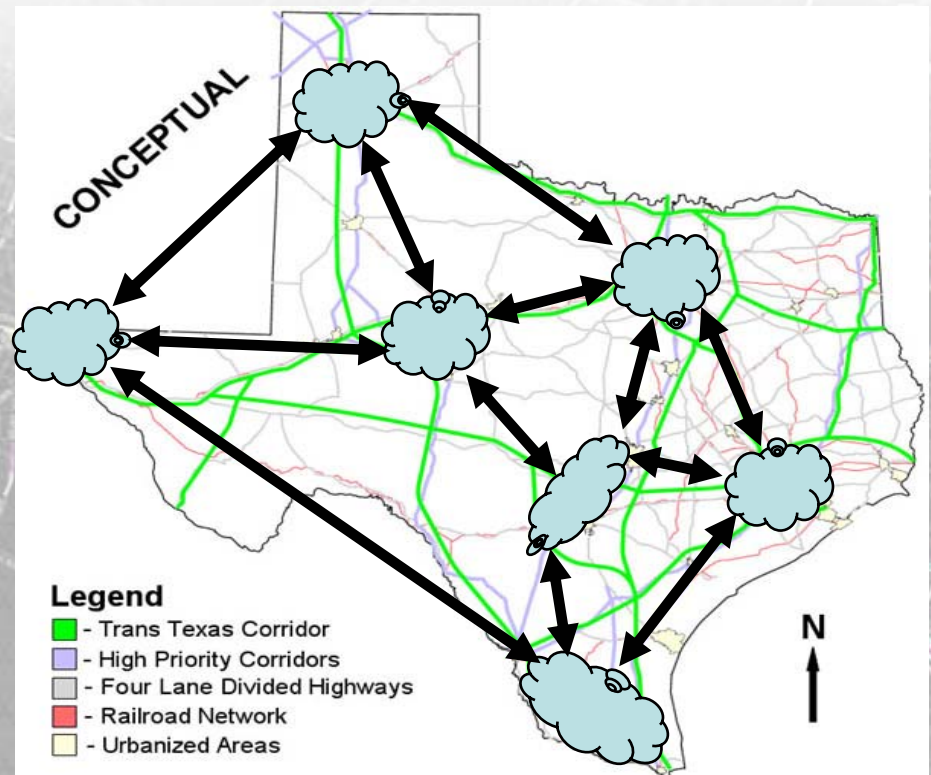 CONCEPTUAL
Legend
- Trans Texas Corridor
- High Priority Corridors
- Four Lane Divided Highways
- Railroad Network
- Urbanized Areas
N